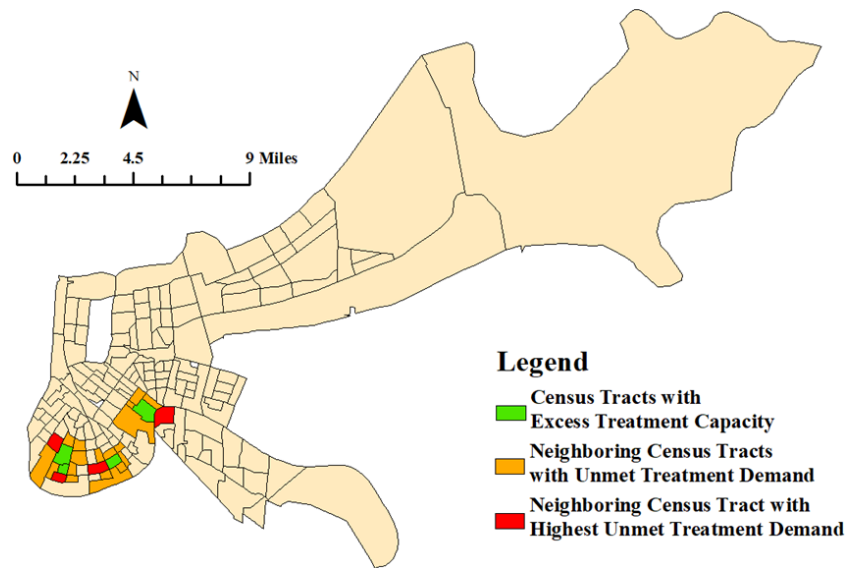 N
0 2.25 4.5 9 Miles
Legend
Census Tracts with
Excess Treatment Capacity
Neighboring Census Tracts
with Unmet Treatment Demand
Neighboring Census Tract with
Highest Unmet Treatment Demand